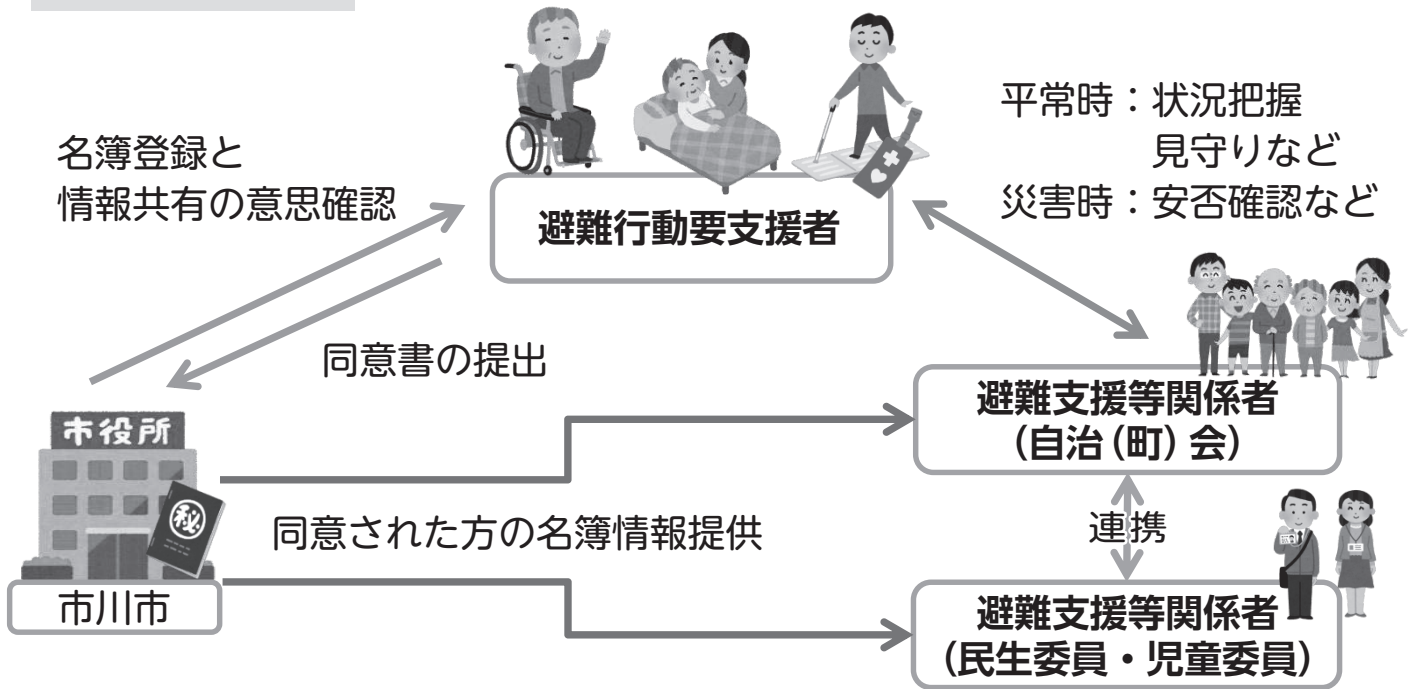 名簿登録と
情報共有の意思確認
避難行動要支援者
平常時：状況把握
見守りなど
災害時：安否確認など
同意書の提出
市役所
秘
市川市
同意された方の名簿情報提供
避難支援等関係者
（自治（町）会）
連携
避難支援等関係者
（民生委員・児童委員）